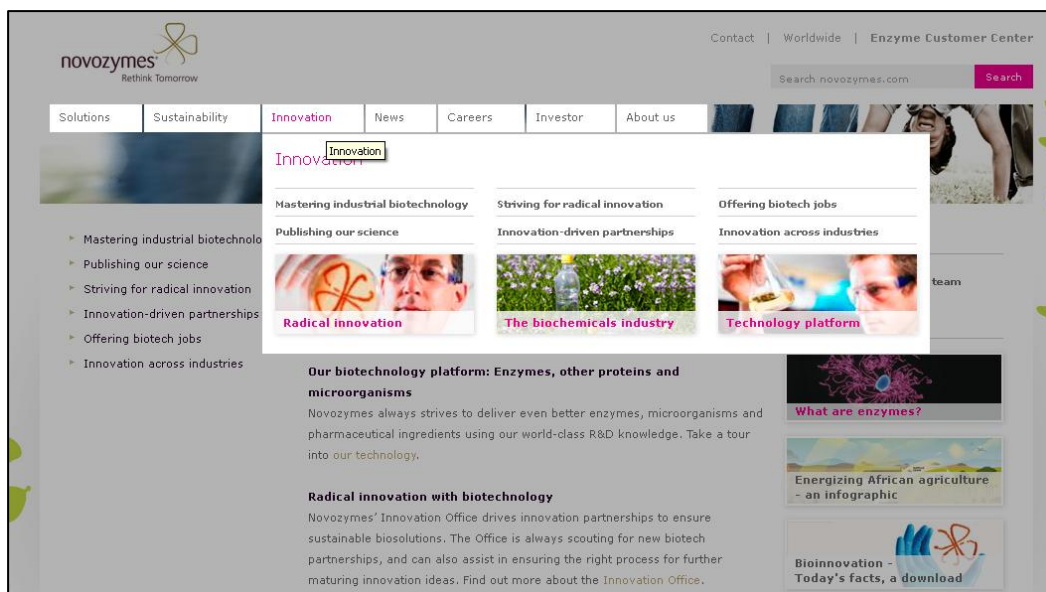 Contact | Worldwide | Enzyme Customer Center
novozymes
Rethink Tomorrow
Search novozymes.com
Search
Solutions
Sustainability
Innovation
News
Careers
Investor
About us
Innovation
Innovation
Mastering industrial biotechnology
Striving for radical innovation
Offering biotech jobs
Publishing our science
Innovation-driven partnerships
Innovation across industries
Radical innovation
The biochemicals industry
Technology platform
Mastering industrial biotechnolo
Publishing our science
Striving for radical innovation
Innovation-driven partnerships
Offering biotech jobs
Innovation across industries
team
Our biotechnology platform: Enzymes, other proteins and
microorganisms
Novozymes always strives to deliver even better enzymes, microorganisms and
pharmaceutical ingredients using our world-class R&D knowledge. Take a tour
into our technology.
Radical innovation with biotechnology
Novozymes' Innovation Office drives innovation partnerships to ensure
sustainable biosolutions. The Office is always scouting for new biotech
partnerships, and can also assist in ensuring the right process for further
maturing innovation ideas. Find out more about the Innovation Office.
What are enzymes?
Energizing African agriculture
- an infographic
Bioinnovation -
Today's facts, a download